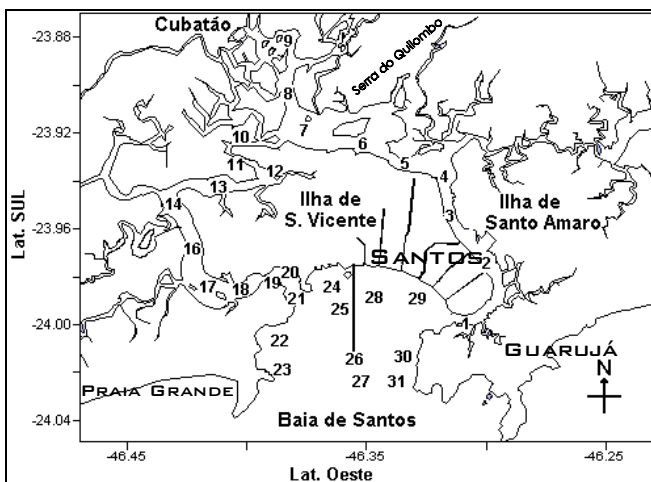 Cubatão
Serra do Quilombo
-23.88
9
8
-23.92
10
7
6
5
11
12
4
13
14
Ilha de
S. Vicente
3
Ilha de
Santo Amaro
Lat. SUL
-23.96
16
SANTOS
2
17
18
19
20
21
24
25
28
29
-24.00
1
22
23
26
27
30
31
GUARUJÁ
N
PRAIA GRANDE
-24.04
Baia de Santos
-46.45
-46.35
-46.25
Lat. Oeste